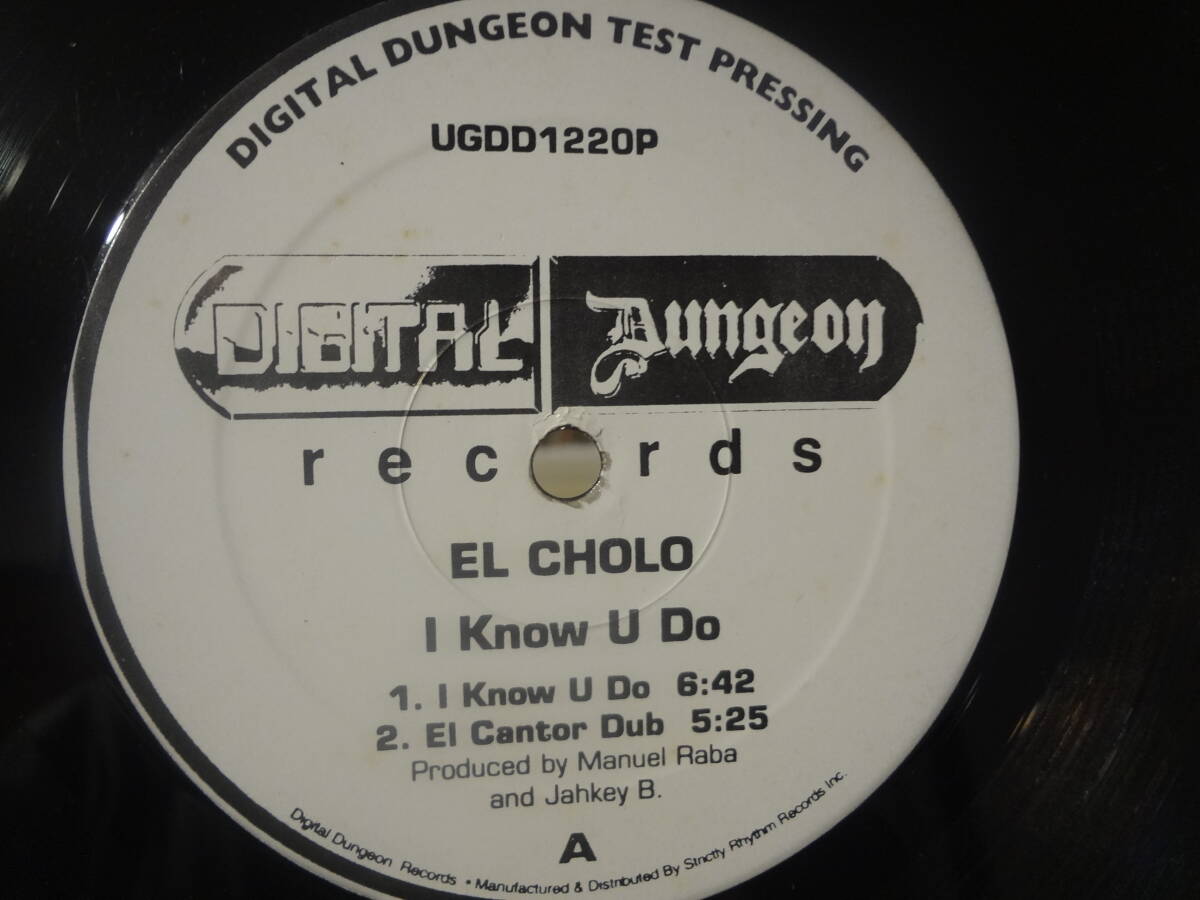 DIGITAL DUNGEON TEST PRESSING
UGDD1220P
DIGITAL Dungeon
records
EL CHOLO
I Know U Do
1. I Know U Do 6:42
2. El Cantor Dub 5:25
Produced by Manuel Raba
and Jahkey B.
A
Digital Dungeon Records • Manufactured & Distributed By Strictly Rhythm Records Inc.